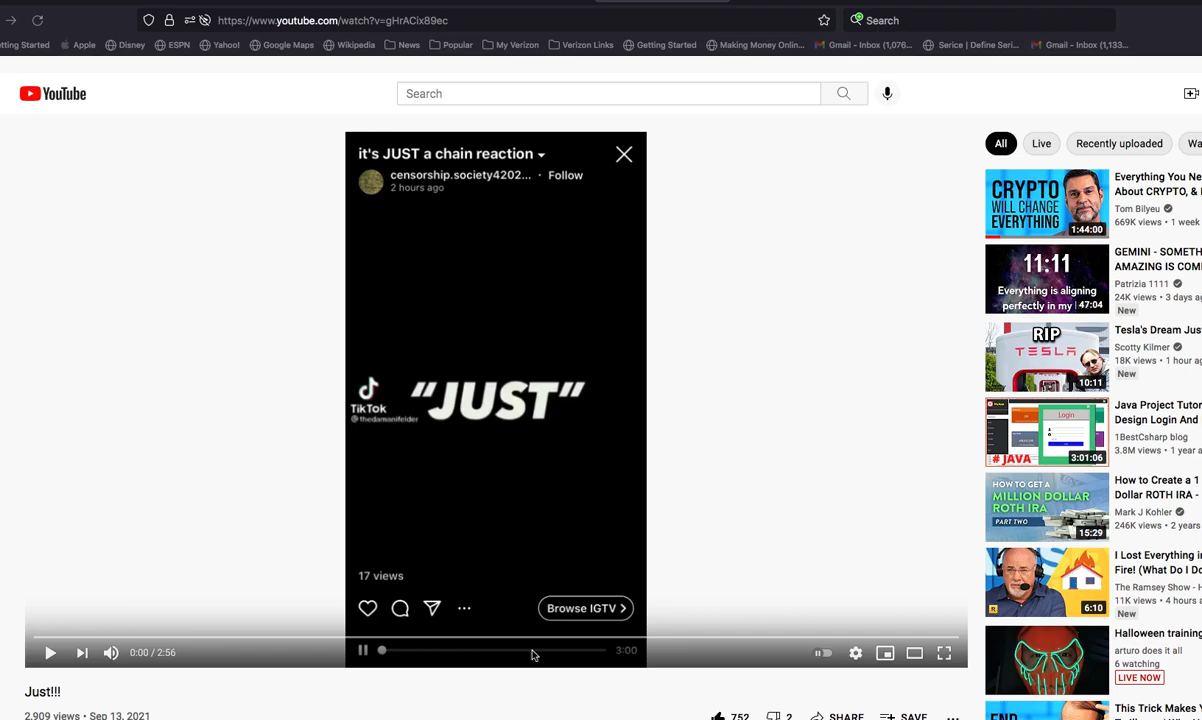 https://www.youtube.com/watch?v=gHrACix89ec
Search
tting Started
Apple
Disney
ESPN
Yahoo!
Google Maps
Wikipedia
News
Popular
My Verizon
Verizon Links
Getting Started
Making Money Onlin...
Gmail - Inbox (1,076...
Serice | Define Seri...
Gmail - Inbox (1,133...
YouTube
Search
it's JUST a chain reaction
censorship.society4202... · Follow
2 hours ago
TikTok
@thedamanifelder
"JUST"
17 views
Browse IGTV
3:00
0:00 / 2:56
Just!!!
2,909 views • Sep 13, 2021
752
2
SHARE
SAVE
All
Live
Recently uploaded
Wa
CRYPTO
WILL CHANGE
EVERYTHING
1:44:00
Everything You Ne
About CRYPTO, &
Tom Bilyeu
669K views • 1 week
11:11
Everything is aligning
perfectly in my
47:04
GEMINI - SOMETH
AMAZING IS COM
Patrizia 1111
24K views • 3 days ag
New
RIP
TESLA
10:11
Tesla's Dream Jus
Scotty Kilmer
18K views • 1 hour ag
New
Login
# JAVA
3:01:06
Java Project Tutor
Design Login And
1BestCsharp blog
3.8M views • 1 year a
HOW TO GET A
MILLION DOLLAR
ROTH IRA
PART TWO
15:29
How to Create a 1
Dollar ROTH IRA -
Mark J Kohler
246K views • 2 years
6:10
I Lost Everything in
Fire! (What Do I Do
The Ramsey Show - H
11K views • 4 hours a
New
Halloween training
arturo does it all
6 watching
LIVE NOW
This Trick Makes Y